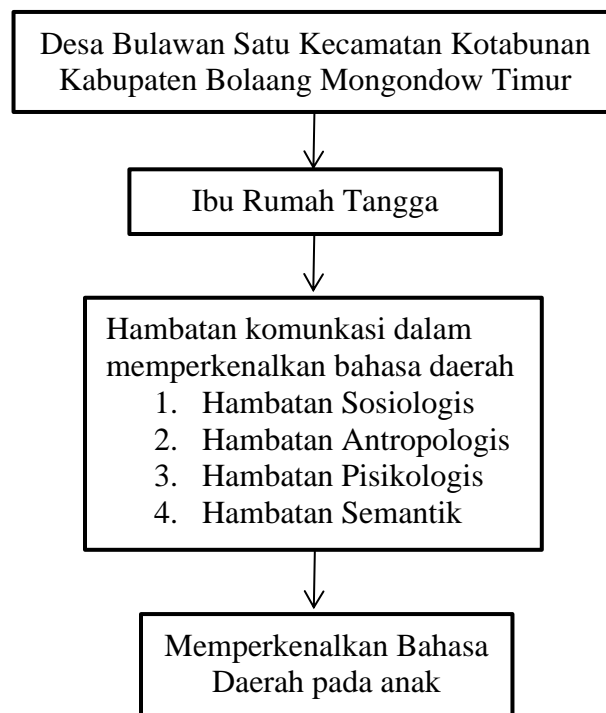 Desa Bulawan Satu Kecamatan Kotabunan
Kabupaten Bolaang Mongondow Timur
Ibu Rumah Tangga
Hambatan komunkasi dalam
memperkenalkan bahasa daerah
1. Hambatan Sosiologis
2. Hambatan Antropologis
3. Hambatan Pisikologis
4. Hambatan Semantik
Memperkenalkan Bahasa
Daerah pada anak